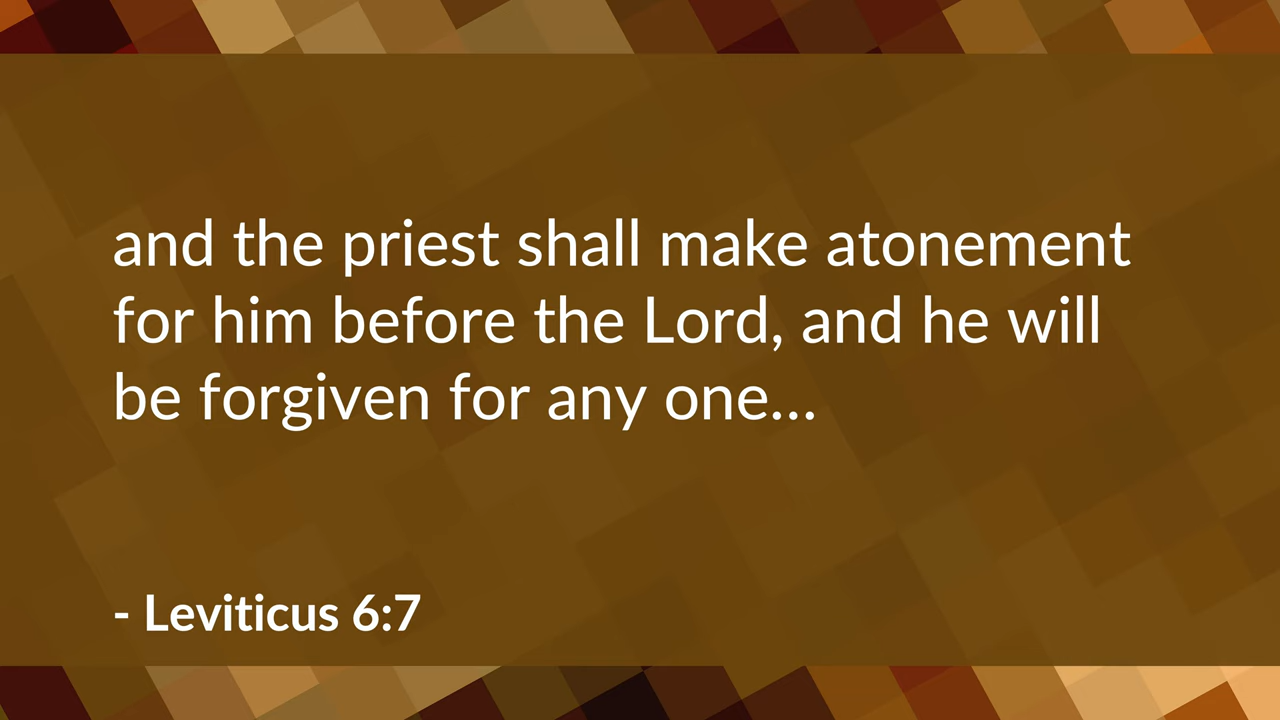 and the priest shall make atonement
for him before the Lord, and he will
be forgiven for any one...
- Leviticus 6:7